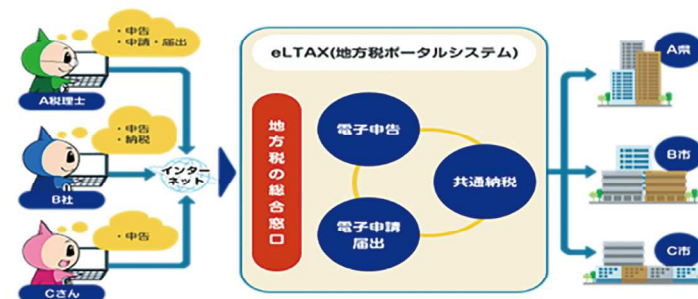 ・申告
・申請・届出
A税理士
・申告
・納税
B社
・申告
Cさん
インター
ネット
eLTAX(地方税ポータルシステム)
地方税の総合窓口
電子申告
共通納税
電子申請
届出
A県
B市
C市